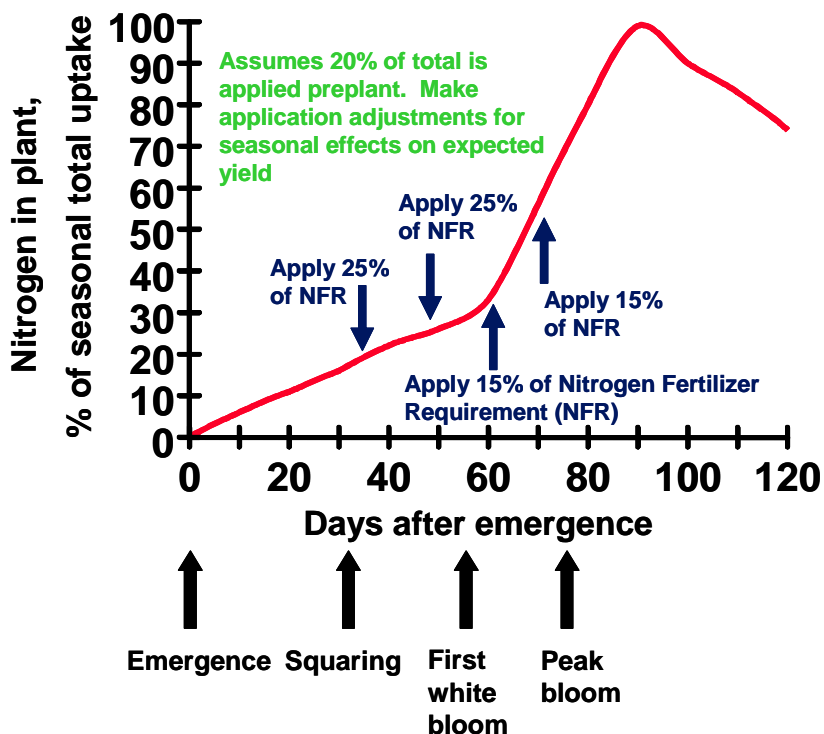 Nitrogen in plant,
% of seasonal total uptake
100
90
80
70
60
50
40
30
20
10
0
Assumes 20% of total is
applied preplant. Make
application adjustments for
seasonal effects on expected
yield
Apply 25%
of NFR
Apply 25%
of NFR
Apply 15%
of NFR
Apply 15% of Nitrogen Fertilizer
Requirement (NFR)
0 20 40 60 80 100 120
Days after emergence
Emergence
Squaring
First
white
bloom
Peak
bloom